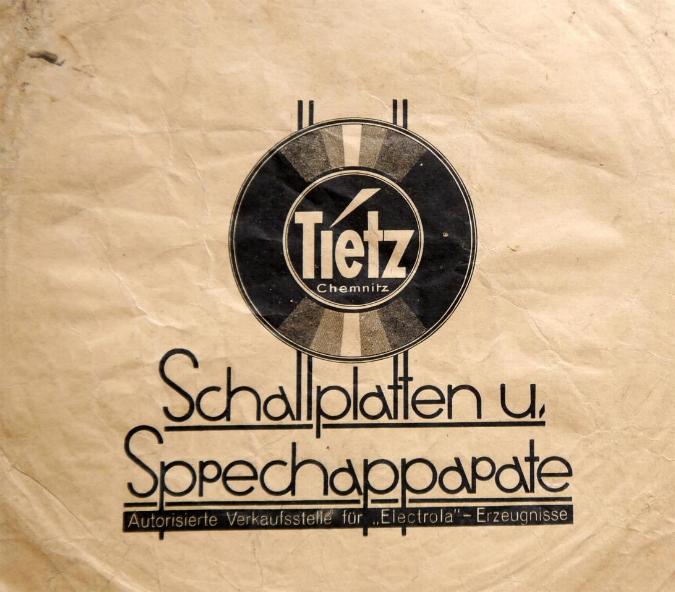 Tietz
Chemnitz
Schallplatten u.
Sprechapparate
Autorisierte Verkaufsstelle für „Electrola"-Erzeugnisse